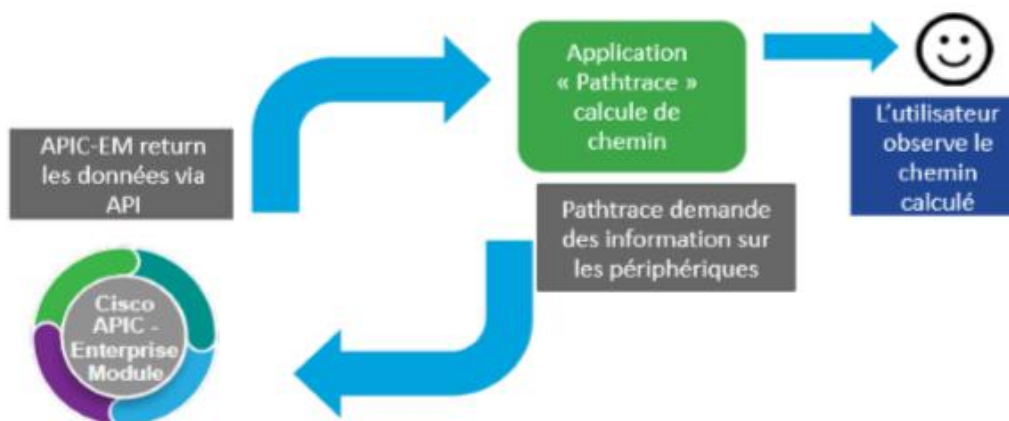 Application
« Pathtrace »
calcule de
chemin
L'utilisateur
observe le
chemin
calculé
APIC-EM return
les données via
API
Pathtrace demande
des information sur
les périphériques
Cisco
APIC -
Enterprise
Module